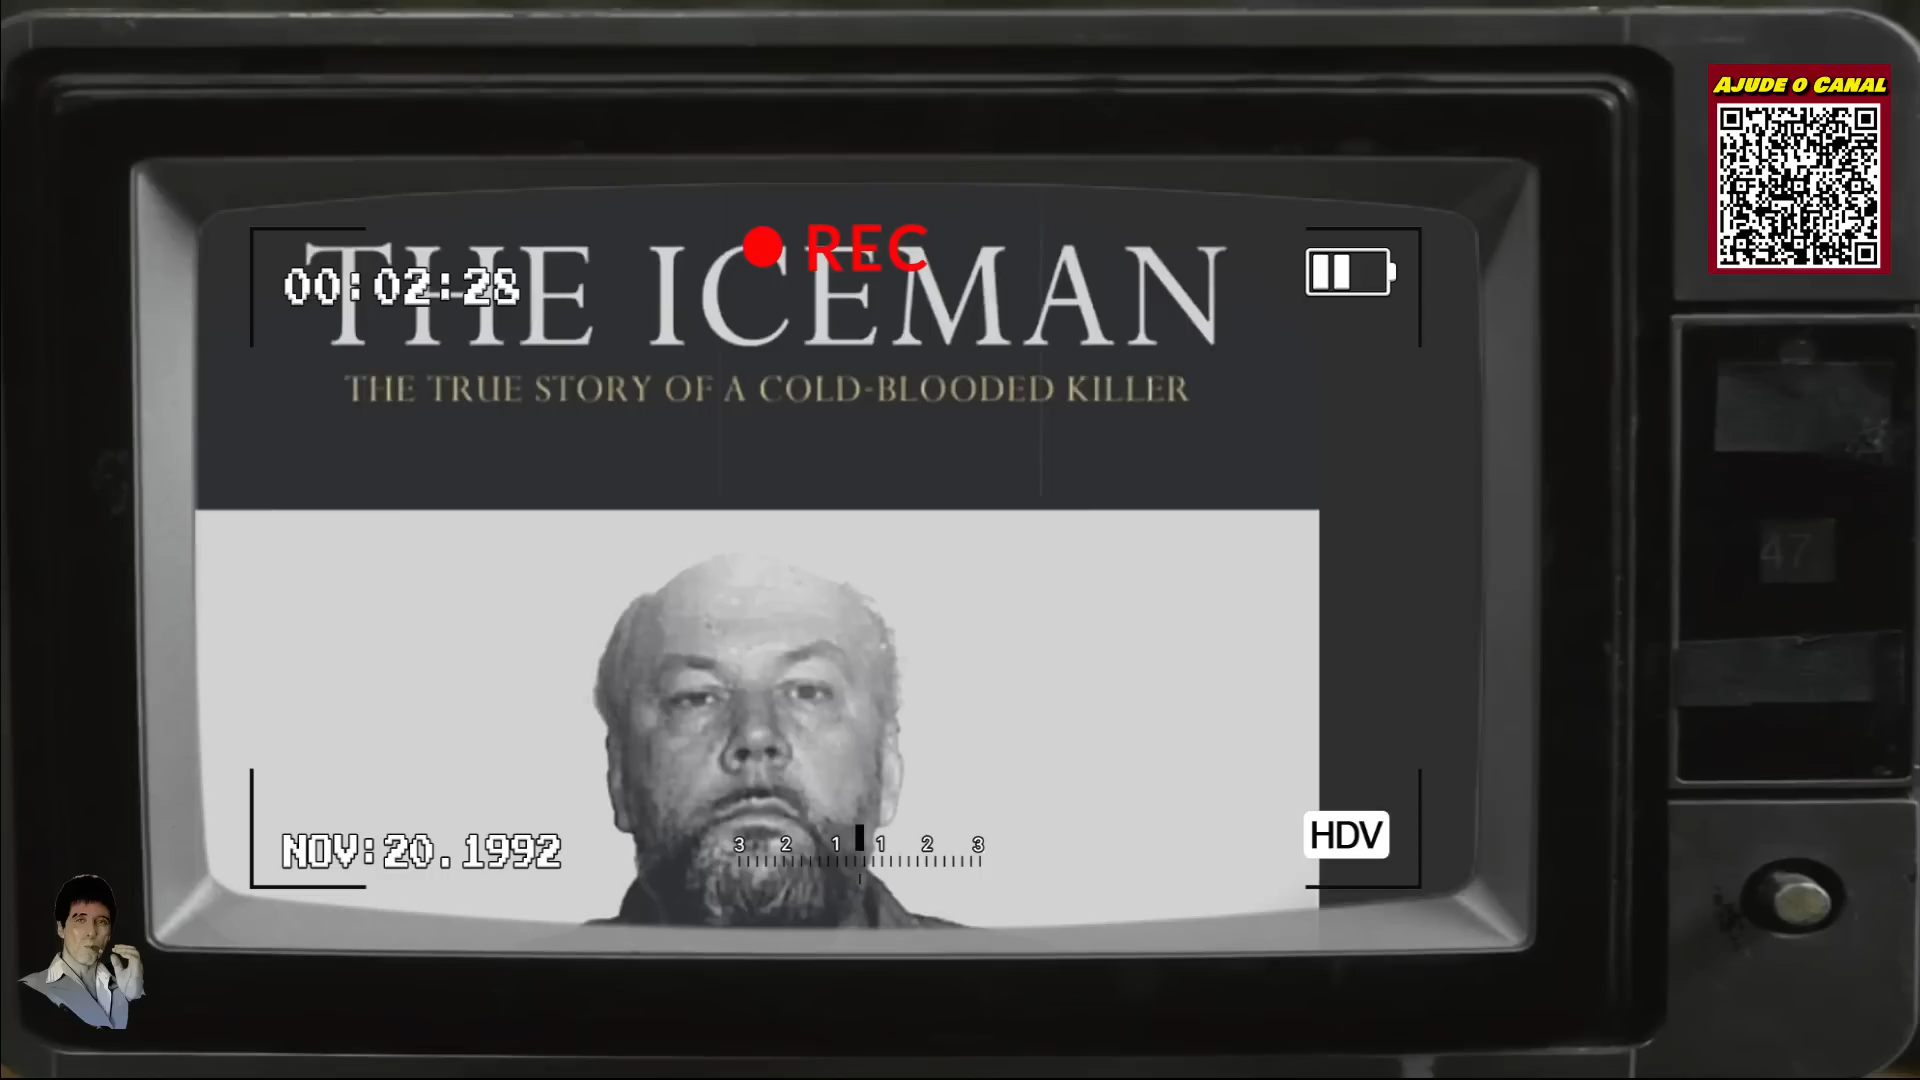 AJUDE O CANAL
REC
00:02:28
THE ICEMAN
THE TRUE STORY OF A COLD-BLOODED KILLER
47
NOV:20.1992
3 2 1 1 2 3
HDV